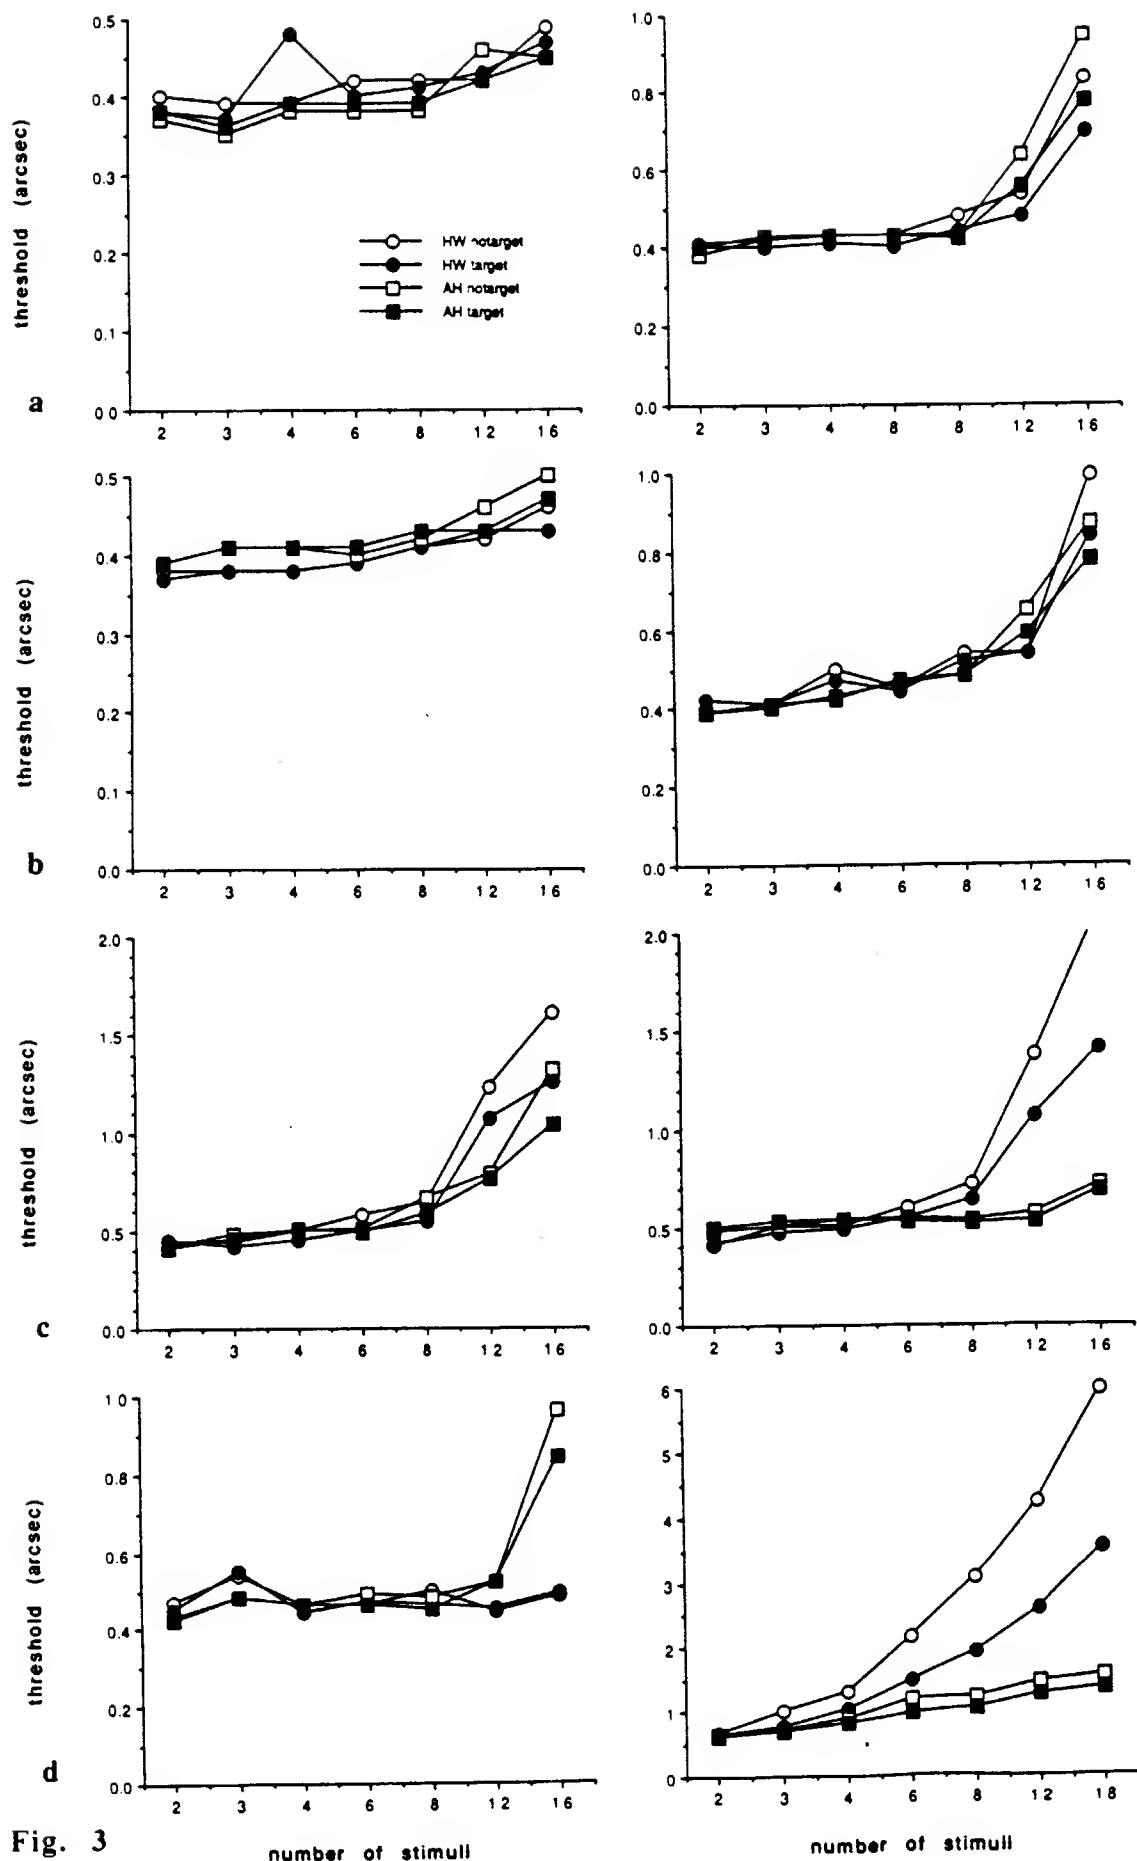 0.5
0.4
0.3
0.2
0.1
0 0
threshold (arcsec)
a
HW notarget
HW target
AH notarget
AH target
2 3 4 6 8 12 16
1.0
0.8
0.6
0.4
0.2
0.0
2 3 4 6 8 12 16
0.5
0.4
0.3
0.2
0.1
0.0
threshold (arcsec)
b
2 3 4 6 8 12 16
1.0
0.8
0.6
0.4
0.2
0.0
2 3 4 6 8 12 16
2.0
1.5
1.0
0.5
0.0
threshold (arcsec)
c
2 3 4 6 8 12 16
2.0
1.5
1.0
0.5
0.0
2 3 4 6 8 12 16
1 0
0.8
0.6
0.4
0.2
0.0
threshold (arcsec)
d
2 3 4 6 8 12 16
6
5
4
3
2
1
0
2 3 4 6 8 12 18
Fig. 3
number of stimuli
number of stimuli